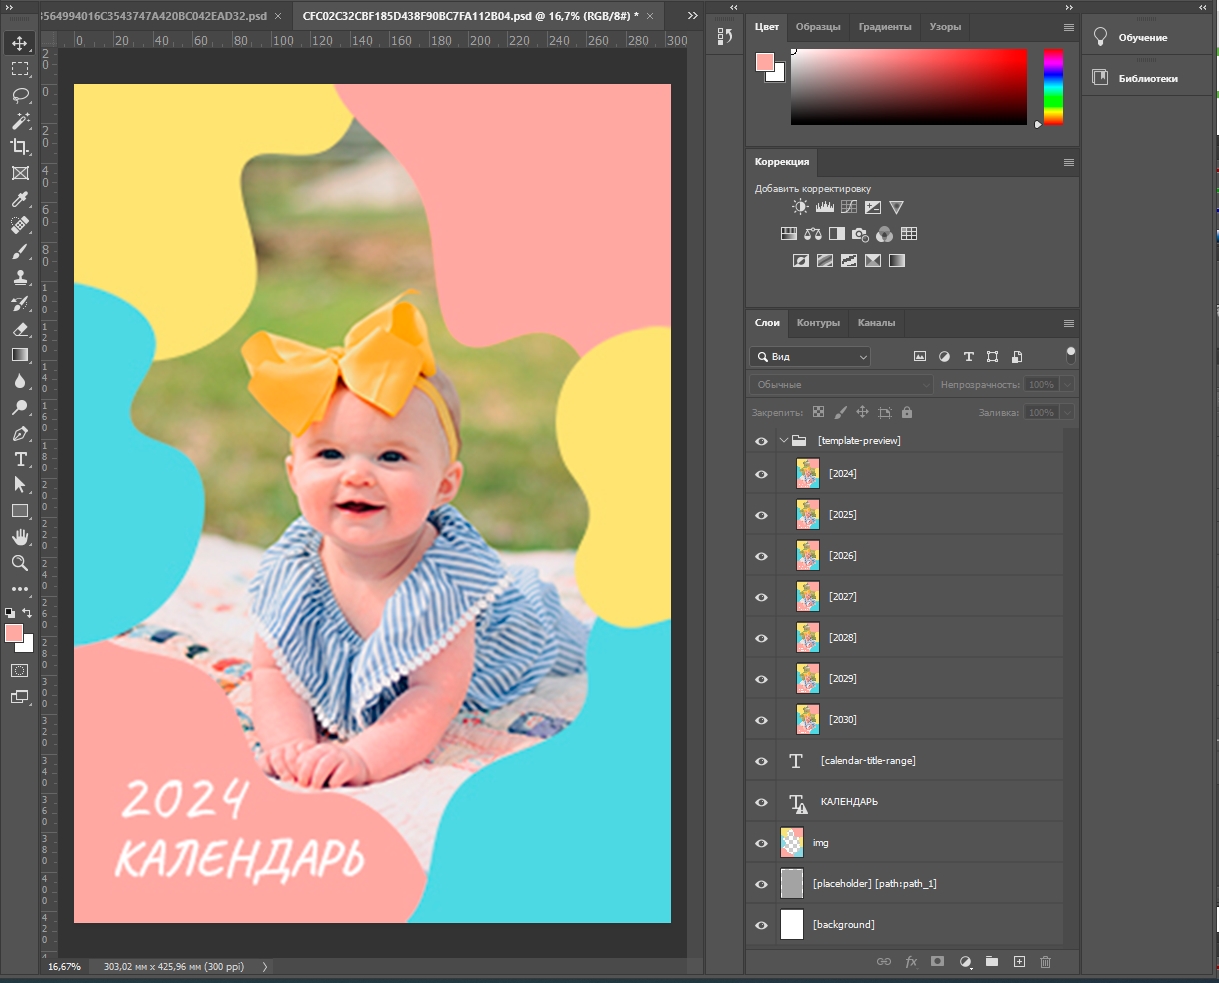 5564994016C3543747A420BC042EAD32.psd ×
CFC02C32CBF185D438F90BC7FA112B04.psd @ 16,7% (RGB/8#) * ×
0 20 40 60 80 100 120 140 160 180 200 220 240 260 280 300
2024
КАЛЕНДАРЬ
16,67% 303,02 мм x 425,96 мм (300 ppi)
Цвет Образцы Градиенты Узоры
Коррекция
Добавить корректировку
Слои Контуры Каналы
Вид
Обычные Непрозрачность: 100%
Закрепить: Заливка: 100%
[template-preview]
[2024]
[2025]
[2026]
[2027]
[2028]
[2029]
[2030]
[calendar-title-range]
КАЛЕНДАРЬ
img
[placeholder] [path:path_1]
[background]
Обучение
Библиотеки